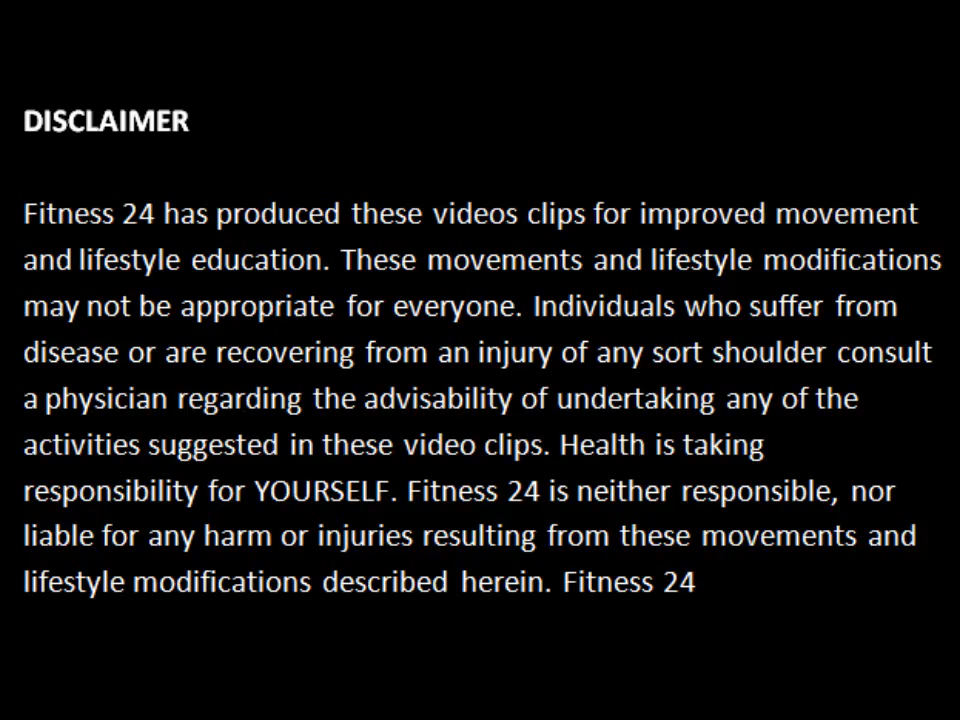 DISCLAIMER
Fitness 24 has produced these videos clips for improved movement
and lifestyle education. These movements and lifestyle modifications
may not be appropriate for everyone. Individuals who suffer from
disease or are recovering from an injury of any sort shoulder consult
a physician regarding the advisability of undertaking any of the
activities suggested in these video clips. Health is taking
responsibility for YOURSELF. Fitness 24 is neither responsible, nor
liable for any harm or injuries resulting from these movements and
lifestyle modifications described herein. Fitness 24